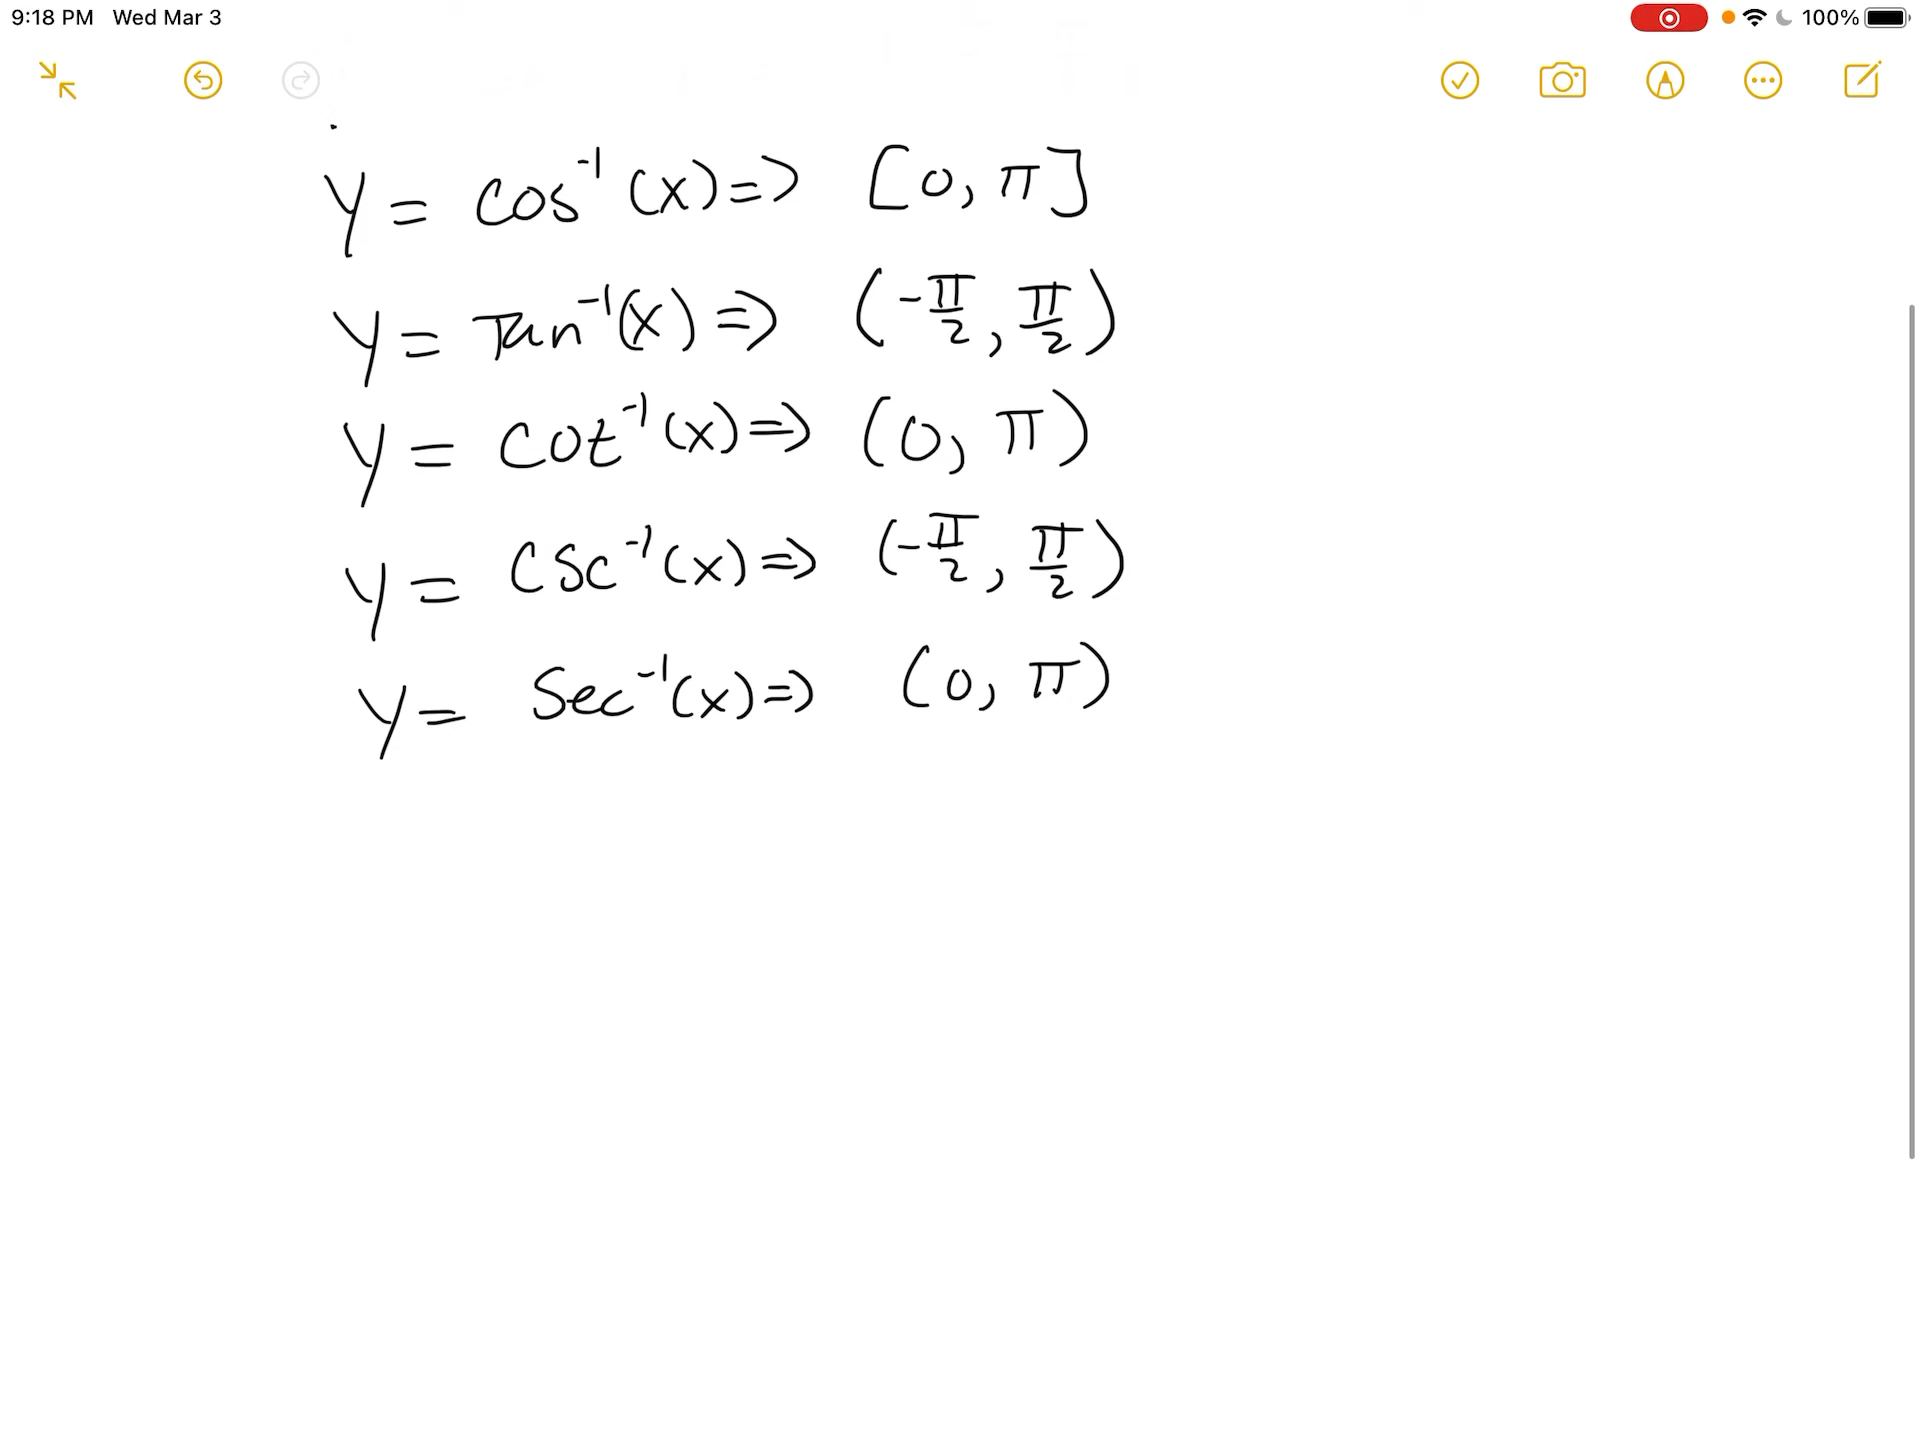 9:18 PM Wed Mar 3 100%
y = cos⁻¹(x) => [0, π]
y = Tan⁻¹(x) => (-π/2, π/2)
y = cot⁻¹(x) => (0, π)
y = csc⁻¹(x) => (-π/2, π/2)
y = Sec⁻¹(x) => (0, π)